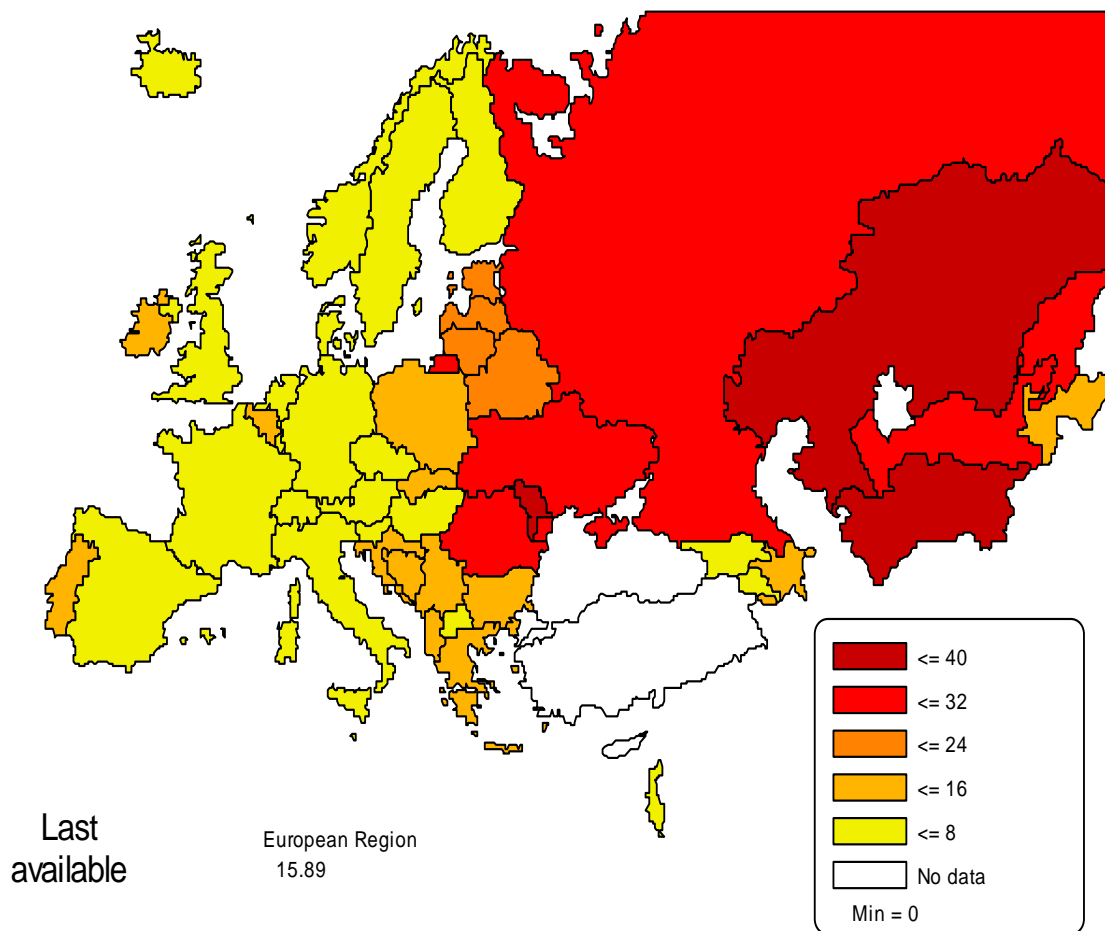 <= 40
<= 32
<= 24
<= 16
<= 8
No data
Min = 0
Last
available
European Region
15.89